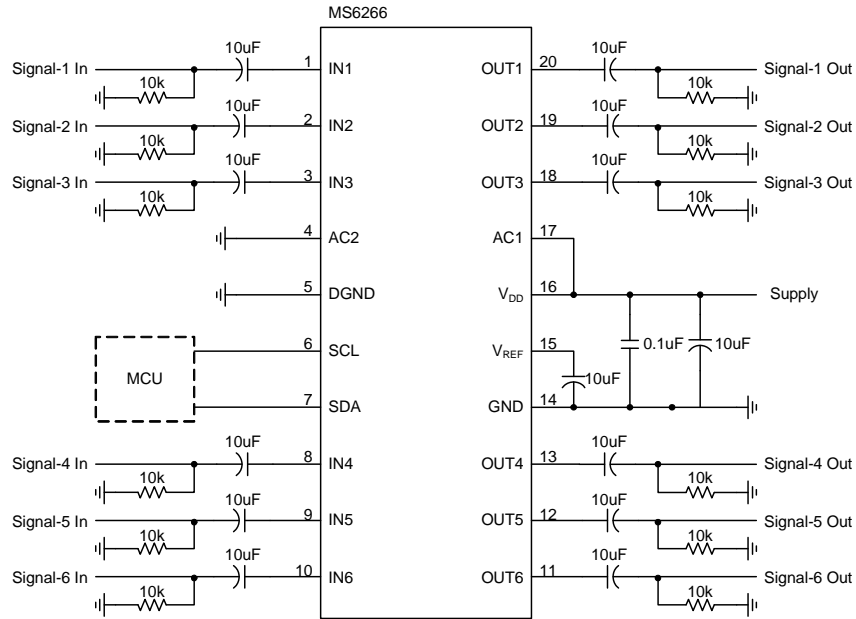 MS6266
10uF 10uF
Signal-1 In 1 IN1 OUT1 20 Signal-1 Out
10k 10k
10uF 10uF
Signal-2 In 2 IN2 OUT2 19 Signal-2 Out
10k 10k
10uF 10uF
Signal-3 In 3 IN3 OUT3 18 Signal-3 Out
10k 10k
4 AC2 AC1 17
5 DGND VDD 16 Supply
6 SCL VREF 15 0.1uF 10uF
MCU 10uF
7 SDA GND 14
10uF 10uF
Signal-4 In 8 IN4 OUT4 13 Signal-4 Out
10k 10k
10uF 10uF
Signal-5 In 9 IN5 OUT5 12 Signal-5 Out
10k 10k
10uF 10uF
Signal-6 In 10 IN6 OUT6 11 Signal-6 Out
10k 10k